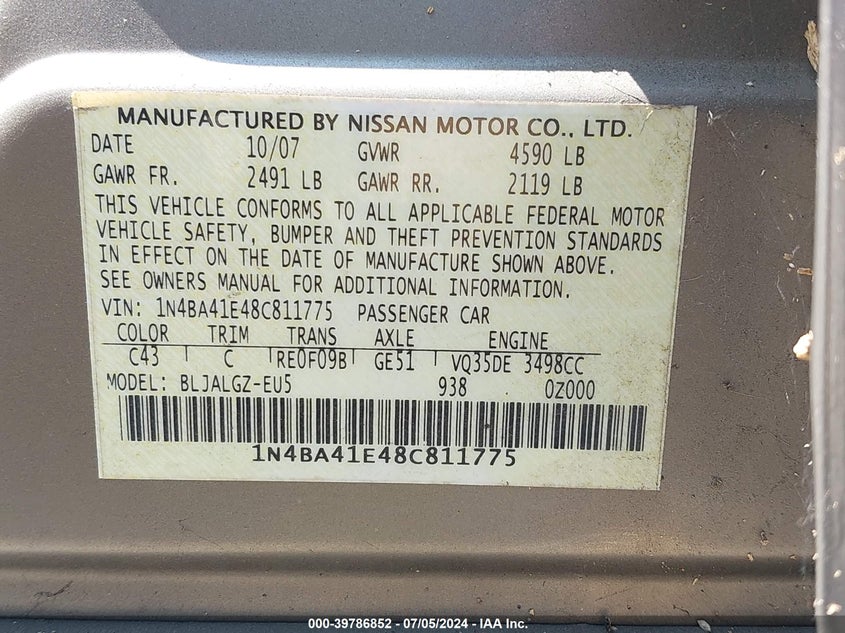 MANUFACTURED BY NISSAN MOTOR CO., LTD.
DATE 10/07 GVWR 4590 LB
GAWR FR. 2491 LB GAWR RR. 2119 LB
THIS VEHICLE CONFORMS TO ALL APPLICABLE FEDERAL MOTOR
VEHICLE SAFETY, BUMPER AND THEFT PREVENTION STANDARDS
IN EFFECT ON THE DATE OF MANUFACTURE SHOWN ABOVE.
SEE OWNERS MANUAL FOR ADDITIONAL INFORMATION.
VIN: 1N4BA41E48C811775 PASSENGER CAR
COLOR TRIM TRANS AXLE ENGINE
C43 C RE0F09B GE51 VQ35DE 3498CC
MODEL: BLJALGZ-EU5 938 0Z000
1N4BA41E48C811775
000-39786852 / 07/05/2024 - IAA Inc.